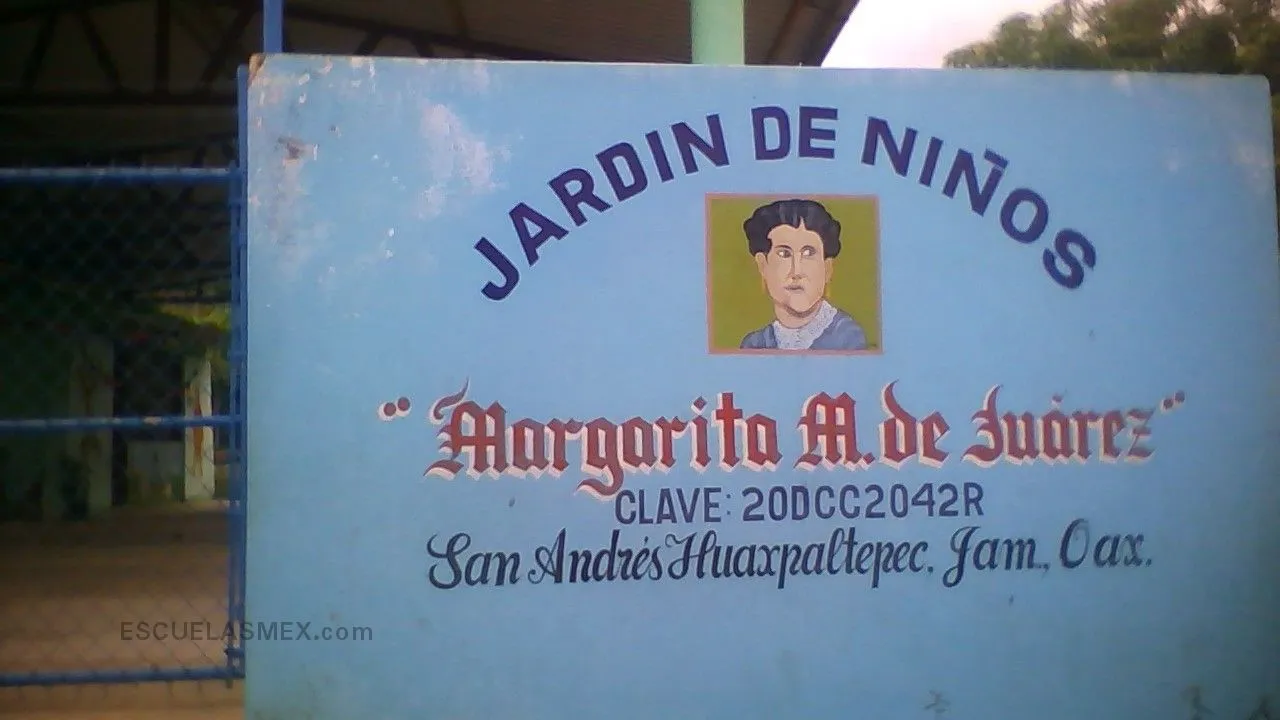 JARDIN DE NIÑOS
"Margarita M. de Juárez"
CLAVE: 20DCC2042R
San Andrés Huaxpaltepec, Jam., Oax.
ESCUELASMEX.com